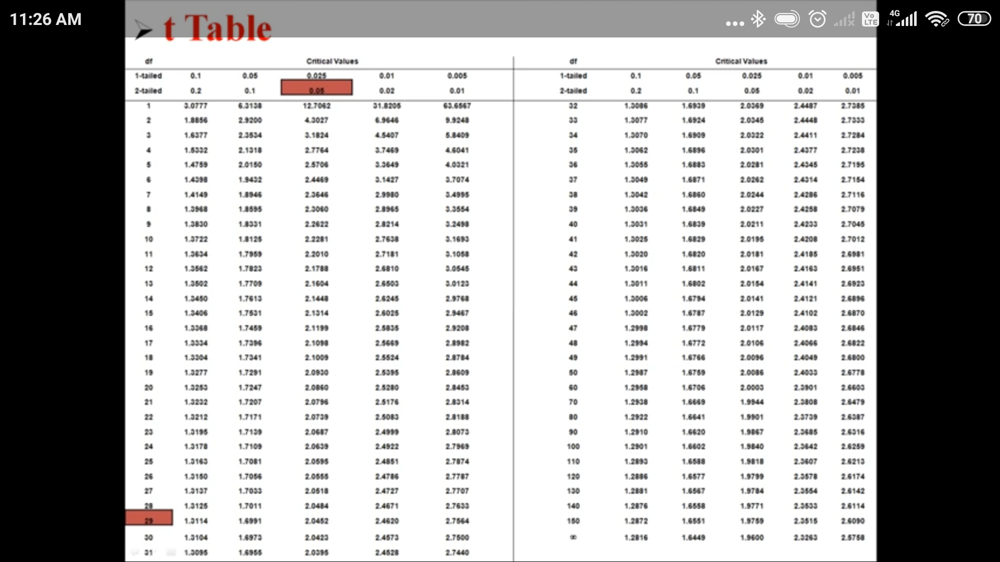 11:26 AM
4G
Vo LTE
70
t Table
df Critical Values df Critical Values
1-tailed 0.1 0.05 0.025 0.01 0.005 1-tailed 0.1 0.05 0.025 0.01 0.005
2-tailed 0.2 0.1 0.05 0.02 0.01 2-tailed 0.2 0.1 0.05 0.02 0.01
1 3.0777 6.3138 12.7062 31.8205 63.6567 32 1.3086 1.6939 2.0369 2.4487 2.7385
2 1.8856 2.9200 4.3027 6.9646 9.9248 33 1.3077 1.6924 2.0345 2.4448 2.7333
3 1.6377 2.3534 3.1824 4.5407 5.8409 34 1.3070 1.6909 2.0322 2.4411 2.7284
4 1.5332 2.1318 2.7764 3.7469 4.6041 35 1.3062 1.6896 2.0301 2.4377 2.7238
5 1.4759 2.0150 2.5706 3.3649 4.0321 36 1.3055 1.6883 2.0281 2.4345 2.7195
6 1.4398 1.9432 2.4469 3.1427 3.7074 37 1.3049 1.6871 2.0262 2.4314 2.7154
7 1.4149 1.8946 2.3646 2.9980 3.4995 38 1.3042 1.6860 2.0244 2.4286 2.7116
8 1.3968 1.8595 2.3060 2.8965 3.3554 39 1.3036 1.6849 2.0227 2.4258 2.7079
9 1.3830 1.8331 2.2622 2.8214 3.2498 40 1.3031 1.6839 2.0211 2.4233 2.7045
10 1.3722 1.8125 2.2281 2.7638 3.1693 41 1.3025 1.6829 2.0195 2.4208 2.7012
11 1.3634 1.7959 2.2010 2.7181 3.1058 42 1.3020 1.6820 2.0181 2.4185 2.6981
12 1.3562 1.7823 2.1788 2.6810 3.0545 43 1.3016 1.6811 2.0167 2.4163 2.6951
13 1.3502 1.7709 2.1604 2.6503 3.0123 44 1.3011 1.6802 2.0154 2.4141 2.6923
14 1.3450 1.7613 2.1448 2.6245 2.9768 45 1.3006 1.6794 2.0141 2.4121 2.6896
15 1.3406 1.7531 2.1314 2.6025 2.9467 46 1.3002 1.6787 2.0129 2.4102 2.6870
16 1.3368 1.7459 2.1199 2.5835 2.9208 47 1.2998 1.6779 2.0117 2.4083 2.6846
17 1.3334 1.7396 2.1098 2.5669 2.8982 48 1.2994 1.6772 2.0106 2.4066 2.6822
18 1.3304 1.7341 2.1009 2.5524 2.8784 49 1.2991 1.6766 2.0096 2.4049 2.6800
19 1.3277 1.7291 2.0930 2.5395 2.8609 50 1.2987 1.6759 2.0086 2.4033 2.6778
20 1.3253 1.7247 2.0860 2.5280 2.8453 60 1.2958 1.6706 2.0003 2.3901 2.6603
21 1.3232 1.7207 2.0796 2.5176 2.8314 70 1.2938 1.6669 1.9944 2.3808 2.6479
22 1.3212 1.7171 2.0739 2.5083 2.8188 80 1.2922 1.6641 1.9901 2.3739 2.6387
23 1.3195 1.7139 2.0687 2.4999 2.8073 90 1.2910 1.6620 1.9867 2.3685 2.6316
24 1.3178 1.7109 2.0639 2.4922 2.7969 100 1.2901 1.6602 1.9840 2.3642 2.6259
25 1.3163 1.7081 2.0595 2.4851 2.7874 110 1.2893 1.6588 1.9818 2.3607 2.6213
26 1.3150 1.7056 2.0555 2.4786 2.7787 120 1.2886 1.6577 1.9799 2.3578 2.6174
27 1.3137 1.7033 2.0518 2.4727 2.7707 130 1.2881 1.6567 1.9784 2.3554 2.6142
28 1.3125 1.7011 2.0484 2.4671 2.7633 140 1.2876 1.6558 1.9771 2.3533 2.6114
29 1.3114 1.6991 2.0452 2.4620 2.7564 150 1.2872 1.6551 1.9759 2.3515 2.6090
30 1.3104 1.6973 2.0423 2.4573 2.7500 ∞ 1.2816 1.6449 1.9600 2.3263 2.5758
31 1.3095 1.6955 2.0395 2.4528 2.7440